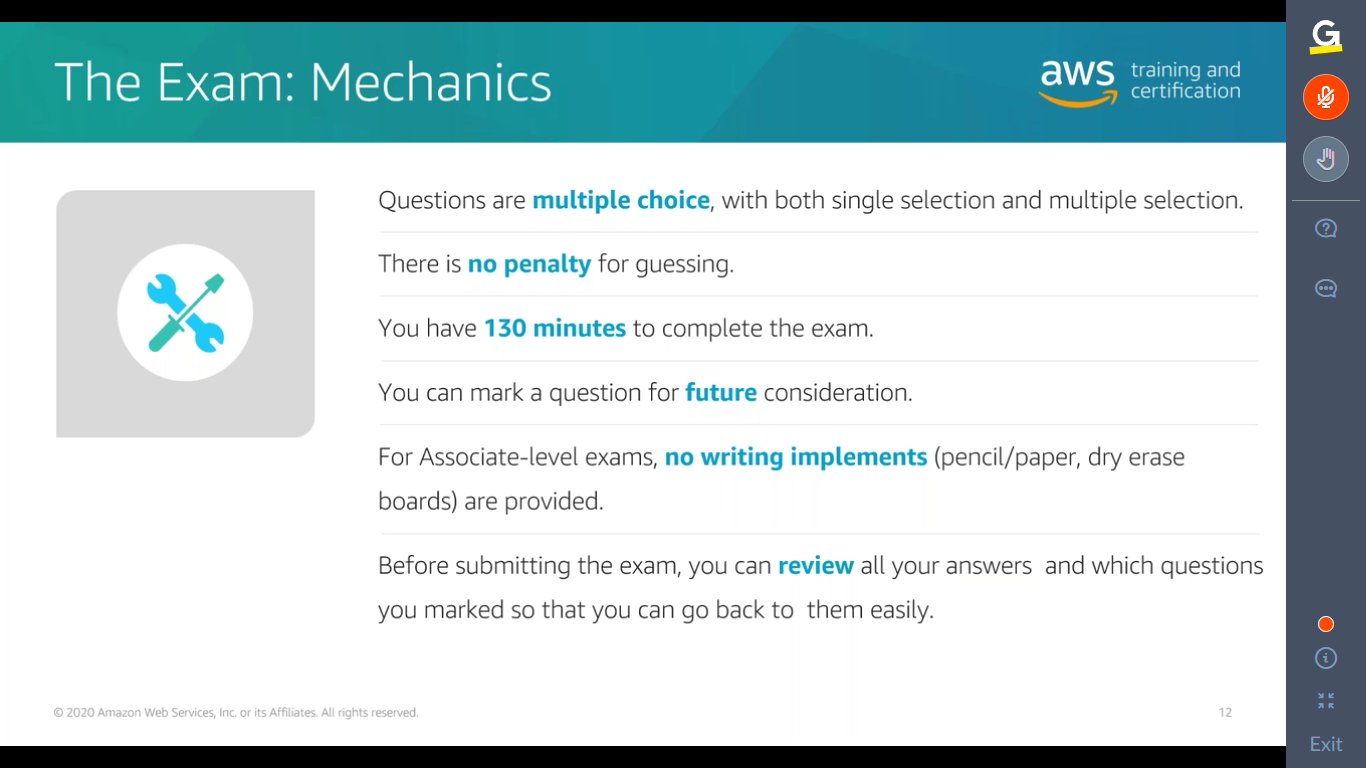 The Exam: Mechanics
aws training and
certification
Questions are multiple choice, with both single selection and multiple selection.
There is no penalty for guessing.
You have 130 minutes to complete the exam.
You can mark a question for future consideration.
For Associate-level exams, no writing implements (pencil/paper, dry erase
boards) are provided.
Before submitting the exam, you can review all your answers  and which questions
you marked so that you can go back to  them easily.
© 2020 Amazon Web Services, Inc. or its Affiliates. All rights reserved.
12
G
Exit